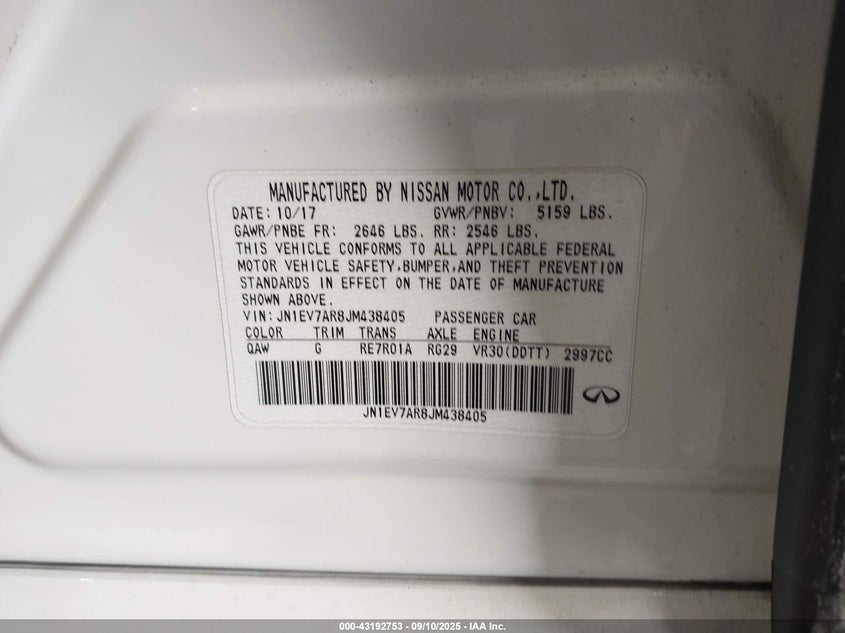 MANUFACTURED BY NISSAN MOTOR CO.,LTD.
DATE: 10/17 GVWR/PNBV: 5159 LBS.
GAWR/PNBE FR: 2646 LBS. RR: 2546 LBS.
THIS VEHICLE CONFORMS TO ALL APPLICABLE FEDERAL
MOTOR VEHICLE SAFETY,BUMPER,AND THEFT PREVENTION
STANDARDS IN EFFECT ON THE DATE OF MANUFACTURE
SHOWN ABOVE.
VIN: JN1EV7AR8JM438405 PASSENGER CAR
COLOR TRIM TRANS AXLE ENGINE
QAW G RE7R01A RG29 VR30(DDTT) 2997CC
JN1EV7AR8JM438405
000-43192753 - 09/10/2025 - IAA Inc.